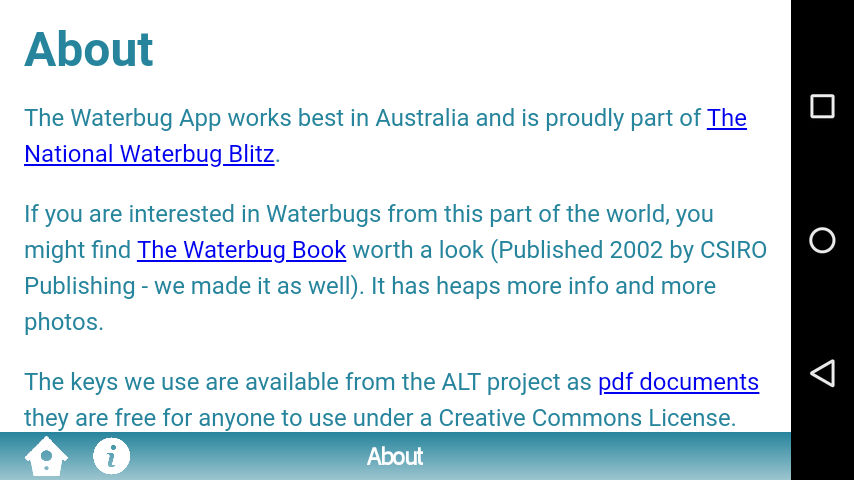 About
The Waterbug App works best in Australia and is proudly part of The
National Waterbug Blitz.
If you are interested in Waterbugs from this part of the world, you
might find The Waterbug Book worth a look (Published 2002 by CSIRO
Publishing - we made it as well). It has heaps more info and more
photos.
The keys we use are available from the ALT project as pdf documents
they are free for anyone to use under a Creative Commons License.
i
About